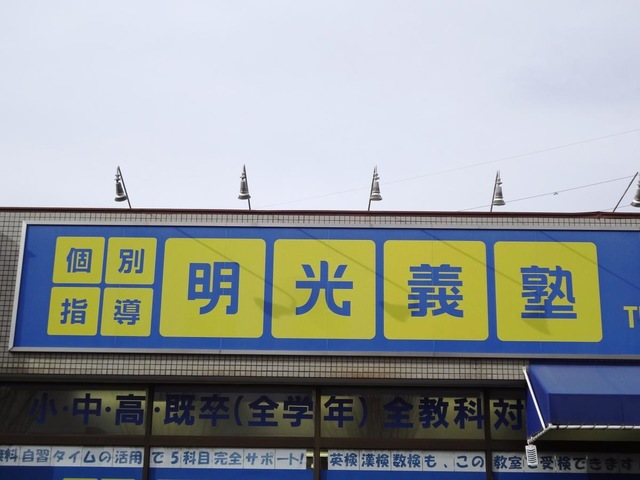 個別
指導
明光義塾
小・中・高・既卒(全学年) 全教科対
無料自習タイムの活用で5科目完全サポート! 英検漢検数検も、この教室で受検できます